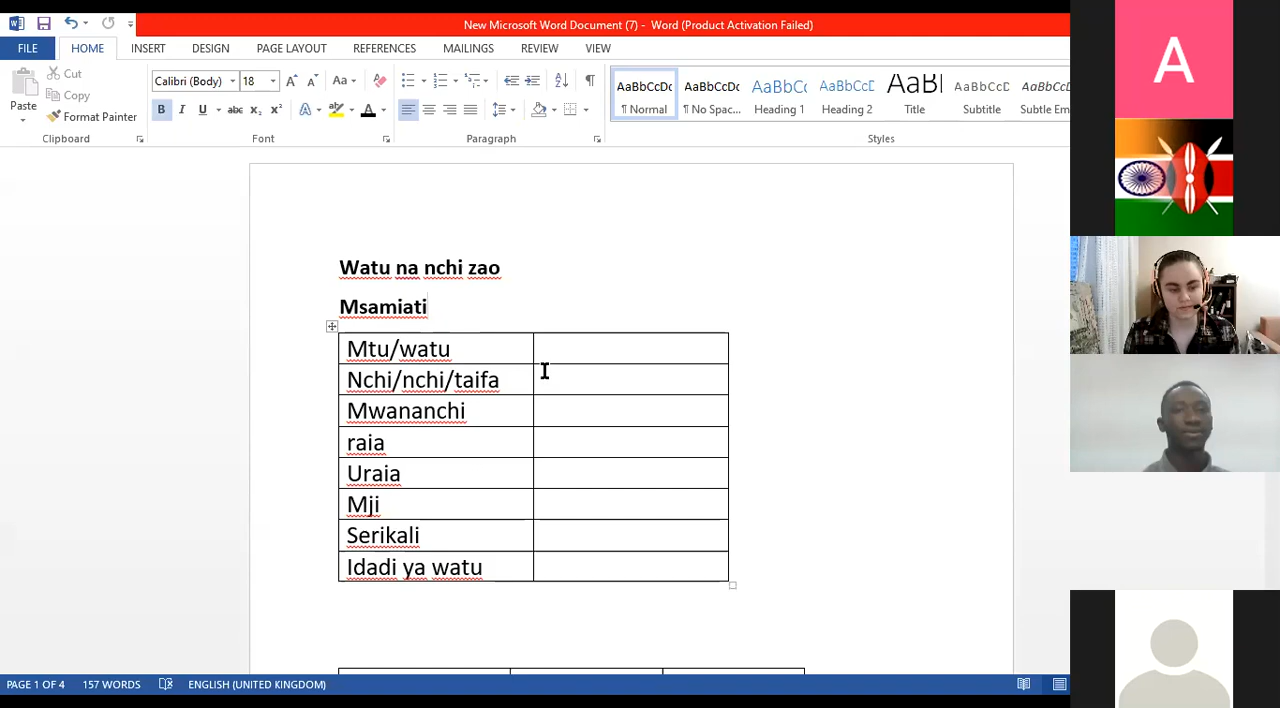 New Microsoft Word Document (7) - Word (Product Activation Failed)
FILE HOME INSERT DESIGN PAGE LAYOUT REFERENCES MAILINGS REVIEW VIEW
Paste
Cut
Copy
Format Painter
Calibri (Body) 18
AaBbCcDc AaBbCcDc AaBbCc AaBbCcD AaBl AaBbCcD AaBbCcD
¶ Normal ¶ No Spac... Heading 1 Heading 2 Title Subtitle Subtle Em
Clipboard Font Paragraph Styles
A
Watu na nchi zao
Msamiati
Mtu/watu
Nchi/nchi/taifa
Mwananchi
raia
Uraia
Mji
Serikali
Idadi ya watu
PAGE 1 OF 4 157 WORDS ENGLISH (UNITED KINGDOM)